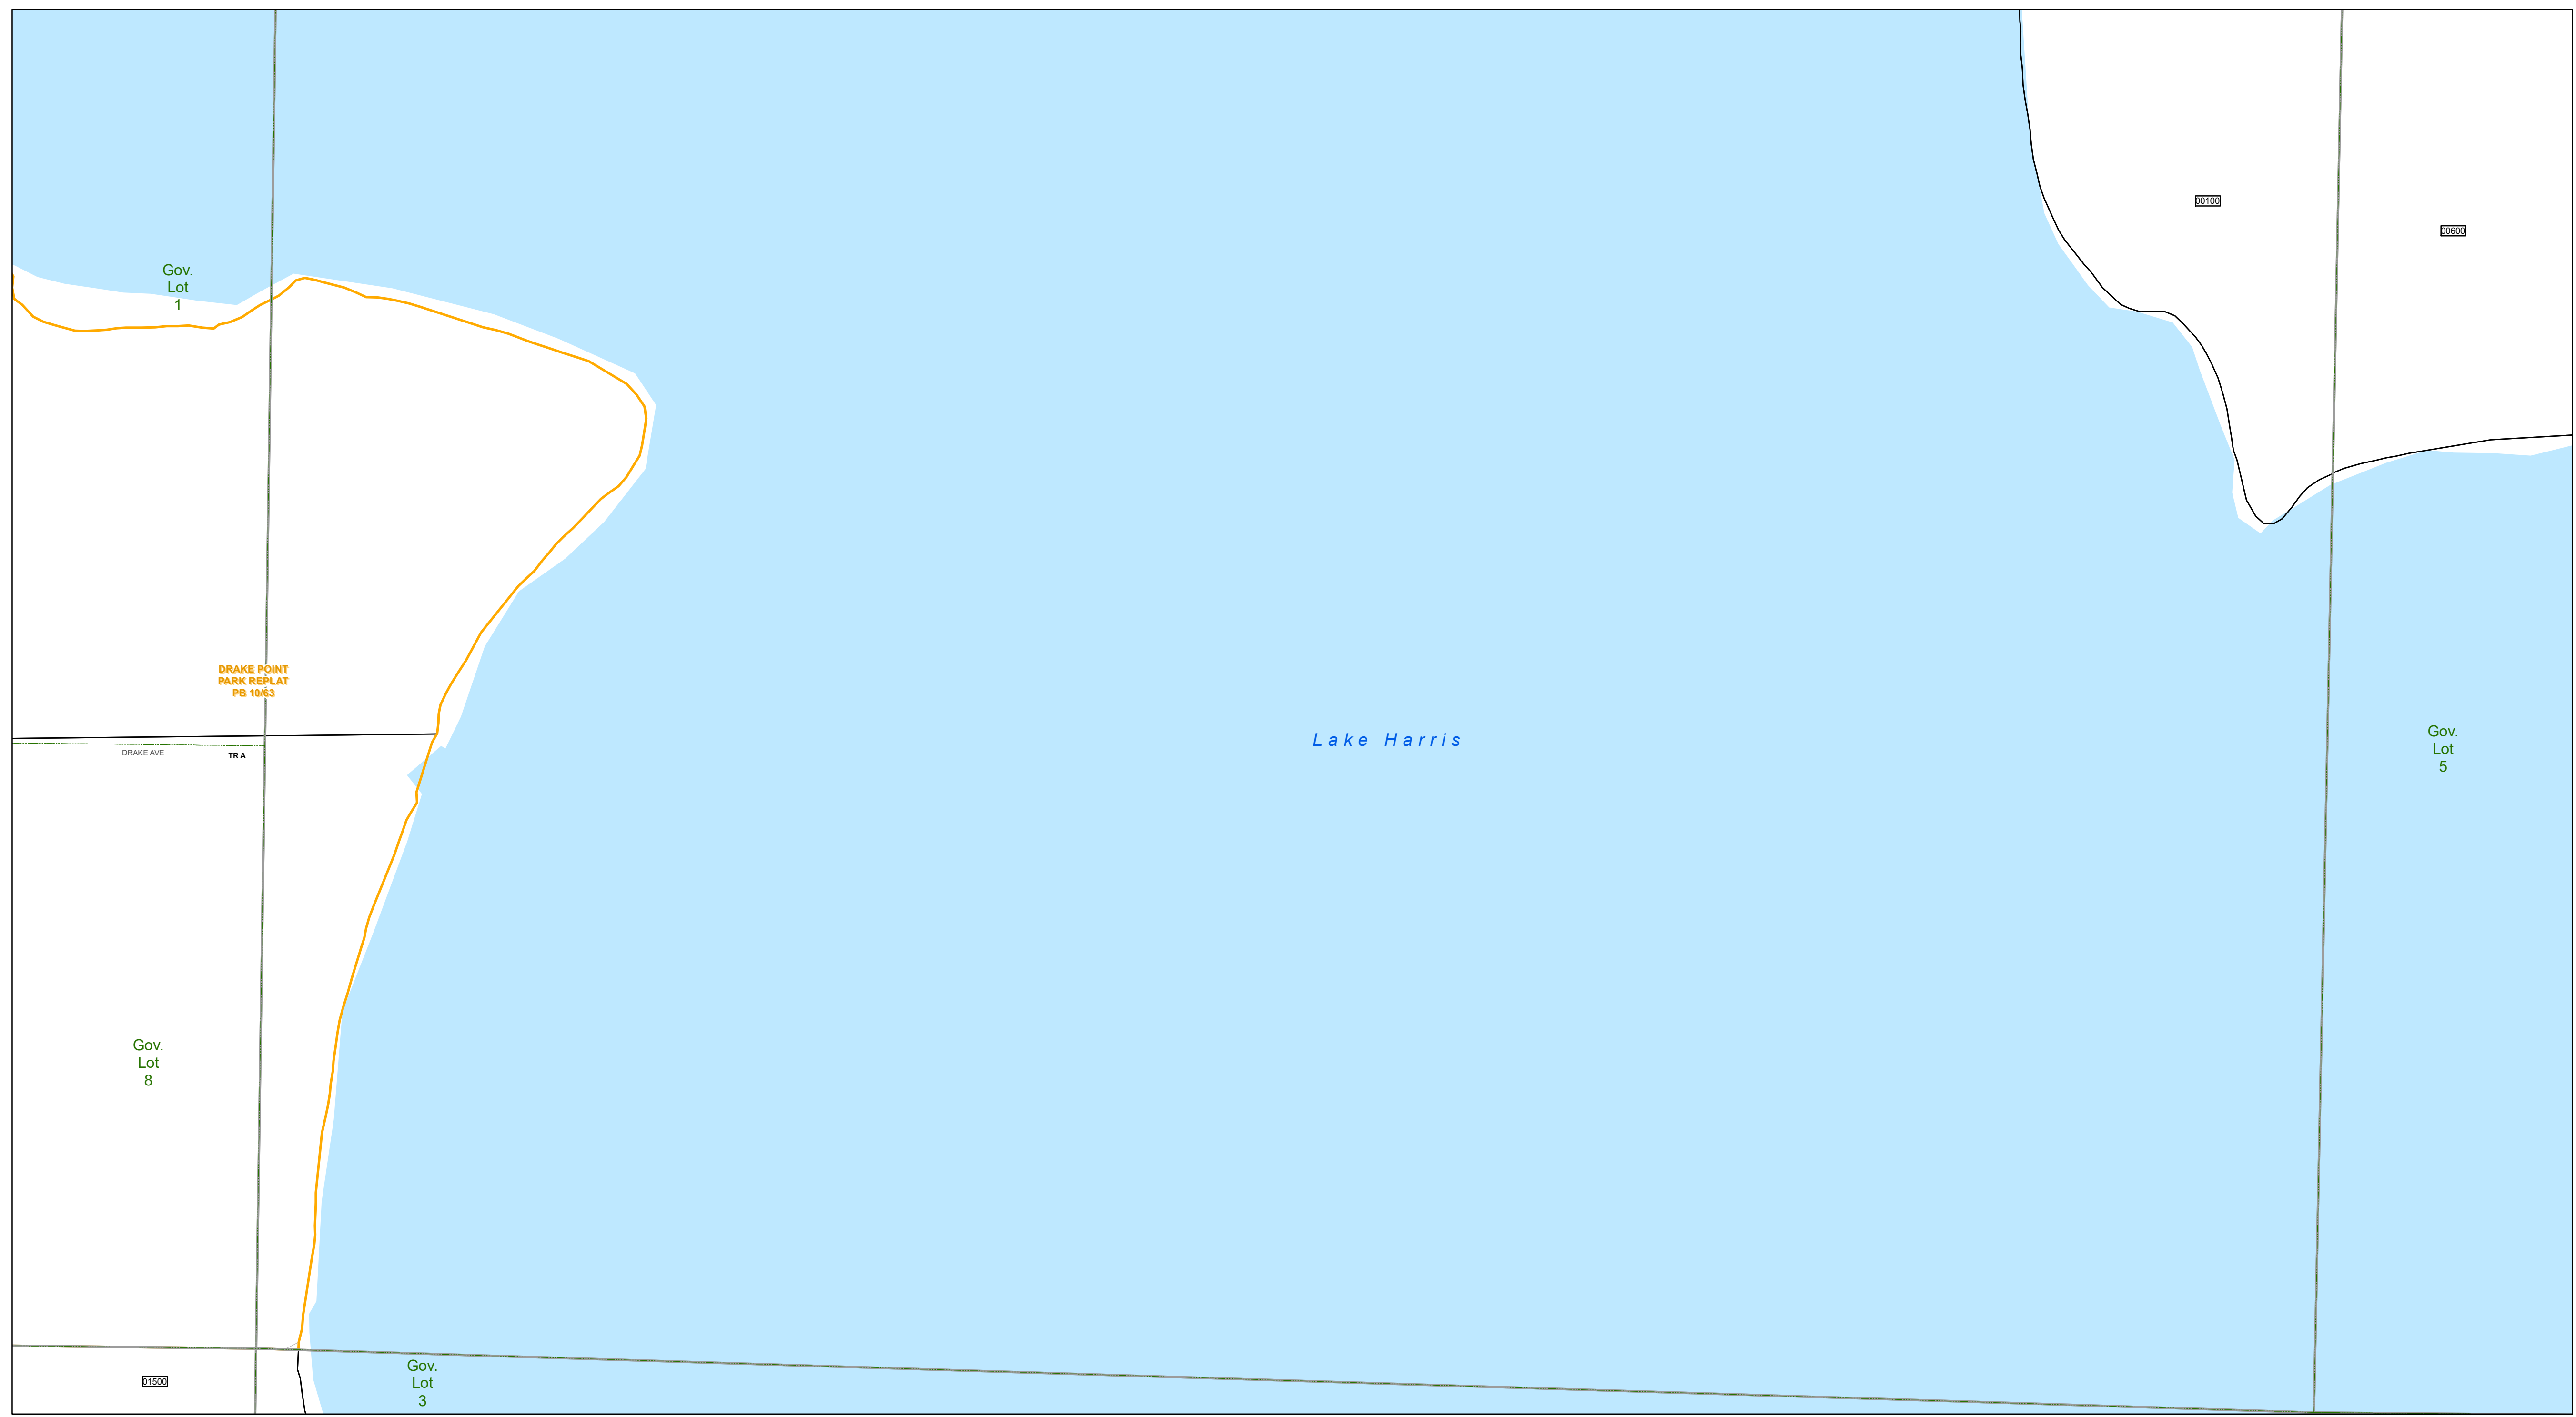 00100
00600
Gov.
Lot
1
DRAKE POINT
PARK REPLAT
PB 10/63
DRAKE AVE
TR A
Lake Harris
Gov.
Lot
5
Gov.
Lot
8
Gov.
Lot
3
01500